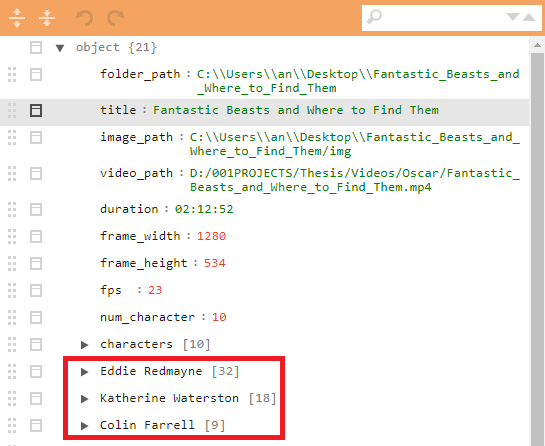 object {21}
folder_path : C:\\Users\\an\\Desktop\\Fantastic_Beasts_and
_Where_to_Find_Them
title : Fantastic Beasts and Where to Find Them
image_path : C:\\Users\\an\\Desktop\\Fantastic_Beasts_and_
Where_to_Find_Them/img
video_path : D:/001PROJECTS/Thesis/Videos/Oscar/Fantastic_
Beasts_and_Where_to_Find_Them.mp4
duration : 02:12:52
frame_width : 1280
frame_height : 534
fps : 23
num_character : 10
characters [10]
Eddie Redmayne [32]
Katherine Waterston [18]
Colin Farrell [9]